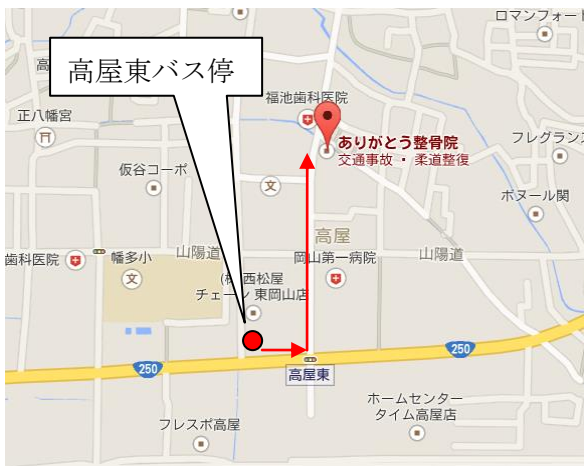 ロマンフォート
高屋東バス停
高
福池歯科医院
正八幡宮
ありがとう整骨院
交通事故 ・ 柔道整復
フレグランス
仮谷コーポ
文
ボヌール関
高屋
歯科医院
幡多小
山陽道
岡山第一病院
山陽道
文
(株)西松屋
チェーン 東岡山店
250
250
高屋東
ホームセンター
タイム高屋店
フレスポ高屋